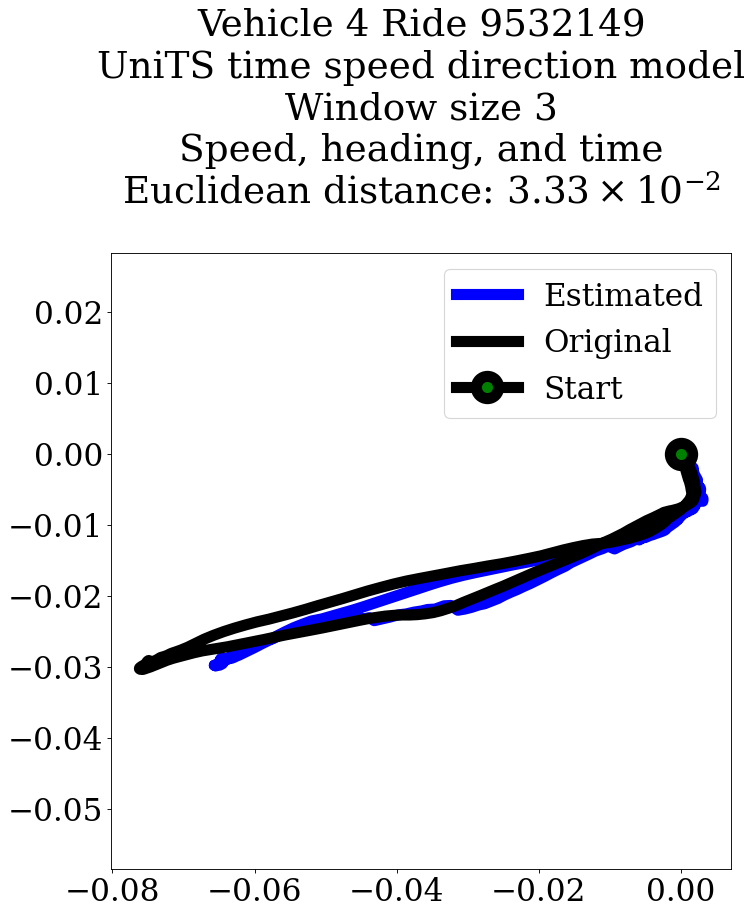 Vehicle 4 Ride 9532149
UniTS time speed direction model
Window size 3
Speed, heading, and time
Euclidean distance: 3.33 × 10⁻²
Estimated
Original
Start
0.02
0.01
0.00
−0.01
−0.02
−0.03
−0.04
−0.05
−0.08 −0.06 −0.04 −0.02 0.00